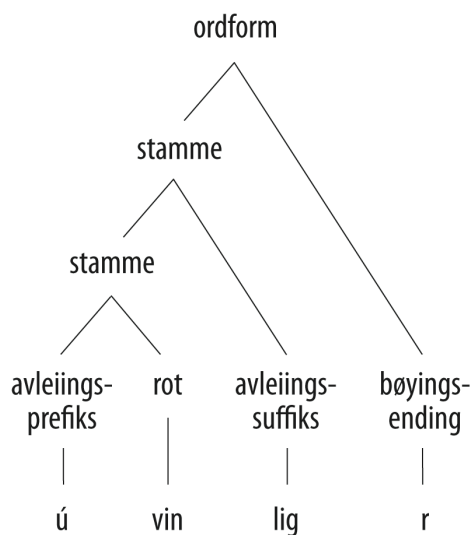 ordform
stamme
stamme
avleiings- rot avleiings- bøyings-
prefiks suffiks ending
ú vin lig r